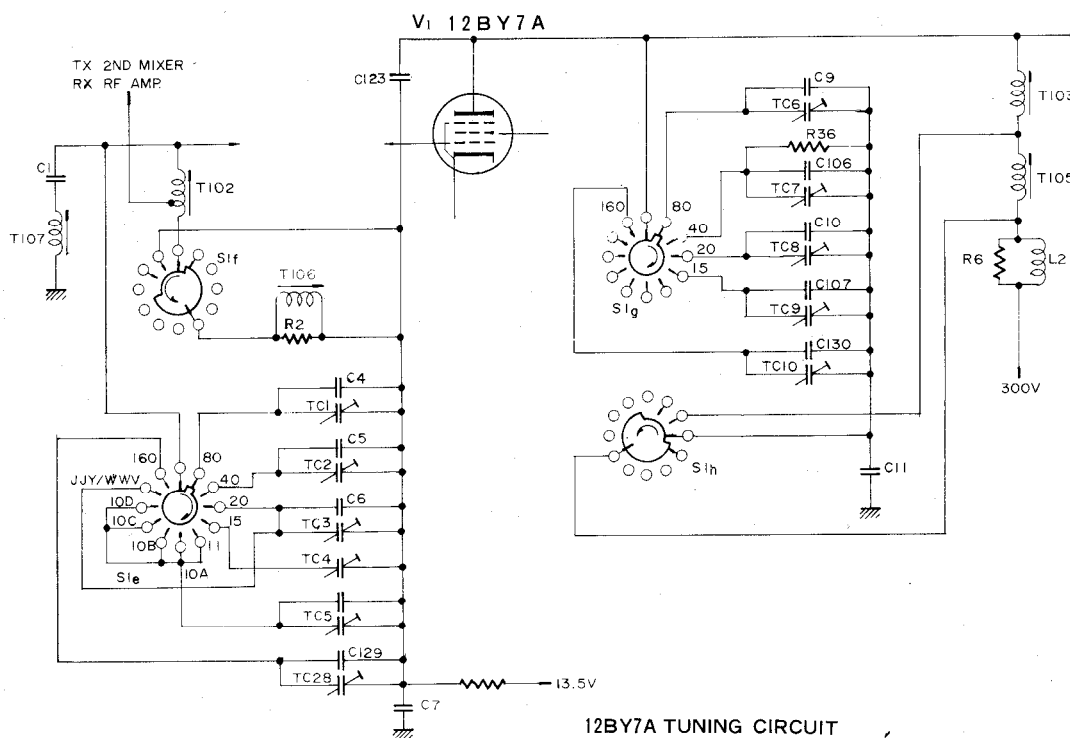 V1 12BY7A
TX 2ND MIXER
RX RF AMP.
C123
C9
TC6
R36
C106
TC7
C10
TC8
C107
TC9
C130
TC10
T103
T105
R6
L2
300V
C1
T107
T102
S1f
T106
R2
160
80
40
20
15
S1g
S1h
C11
C4
TC1
C5
TC2
C6
TC3
TC4
TC5
C129
TC28
C7
13.5V
160
80
JJY/WWV
40
10D
20
10C
15
10B
11
10A
S1e
12BY7A TUNING CIRCUIT